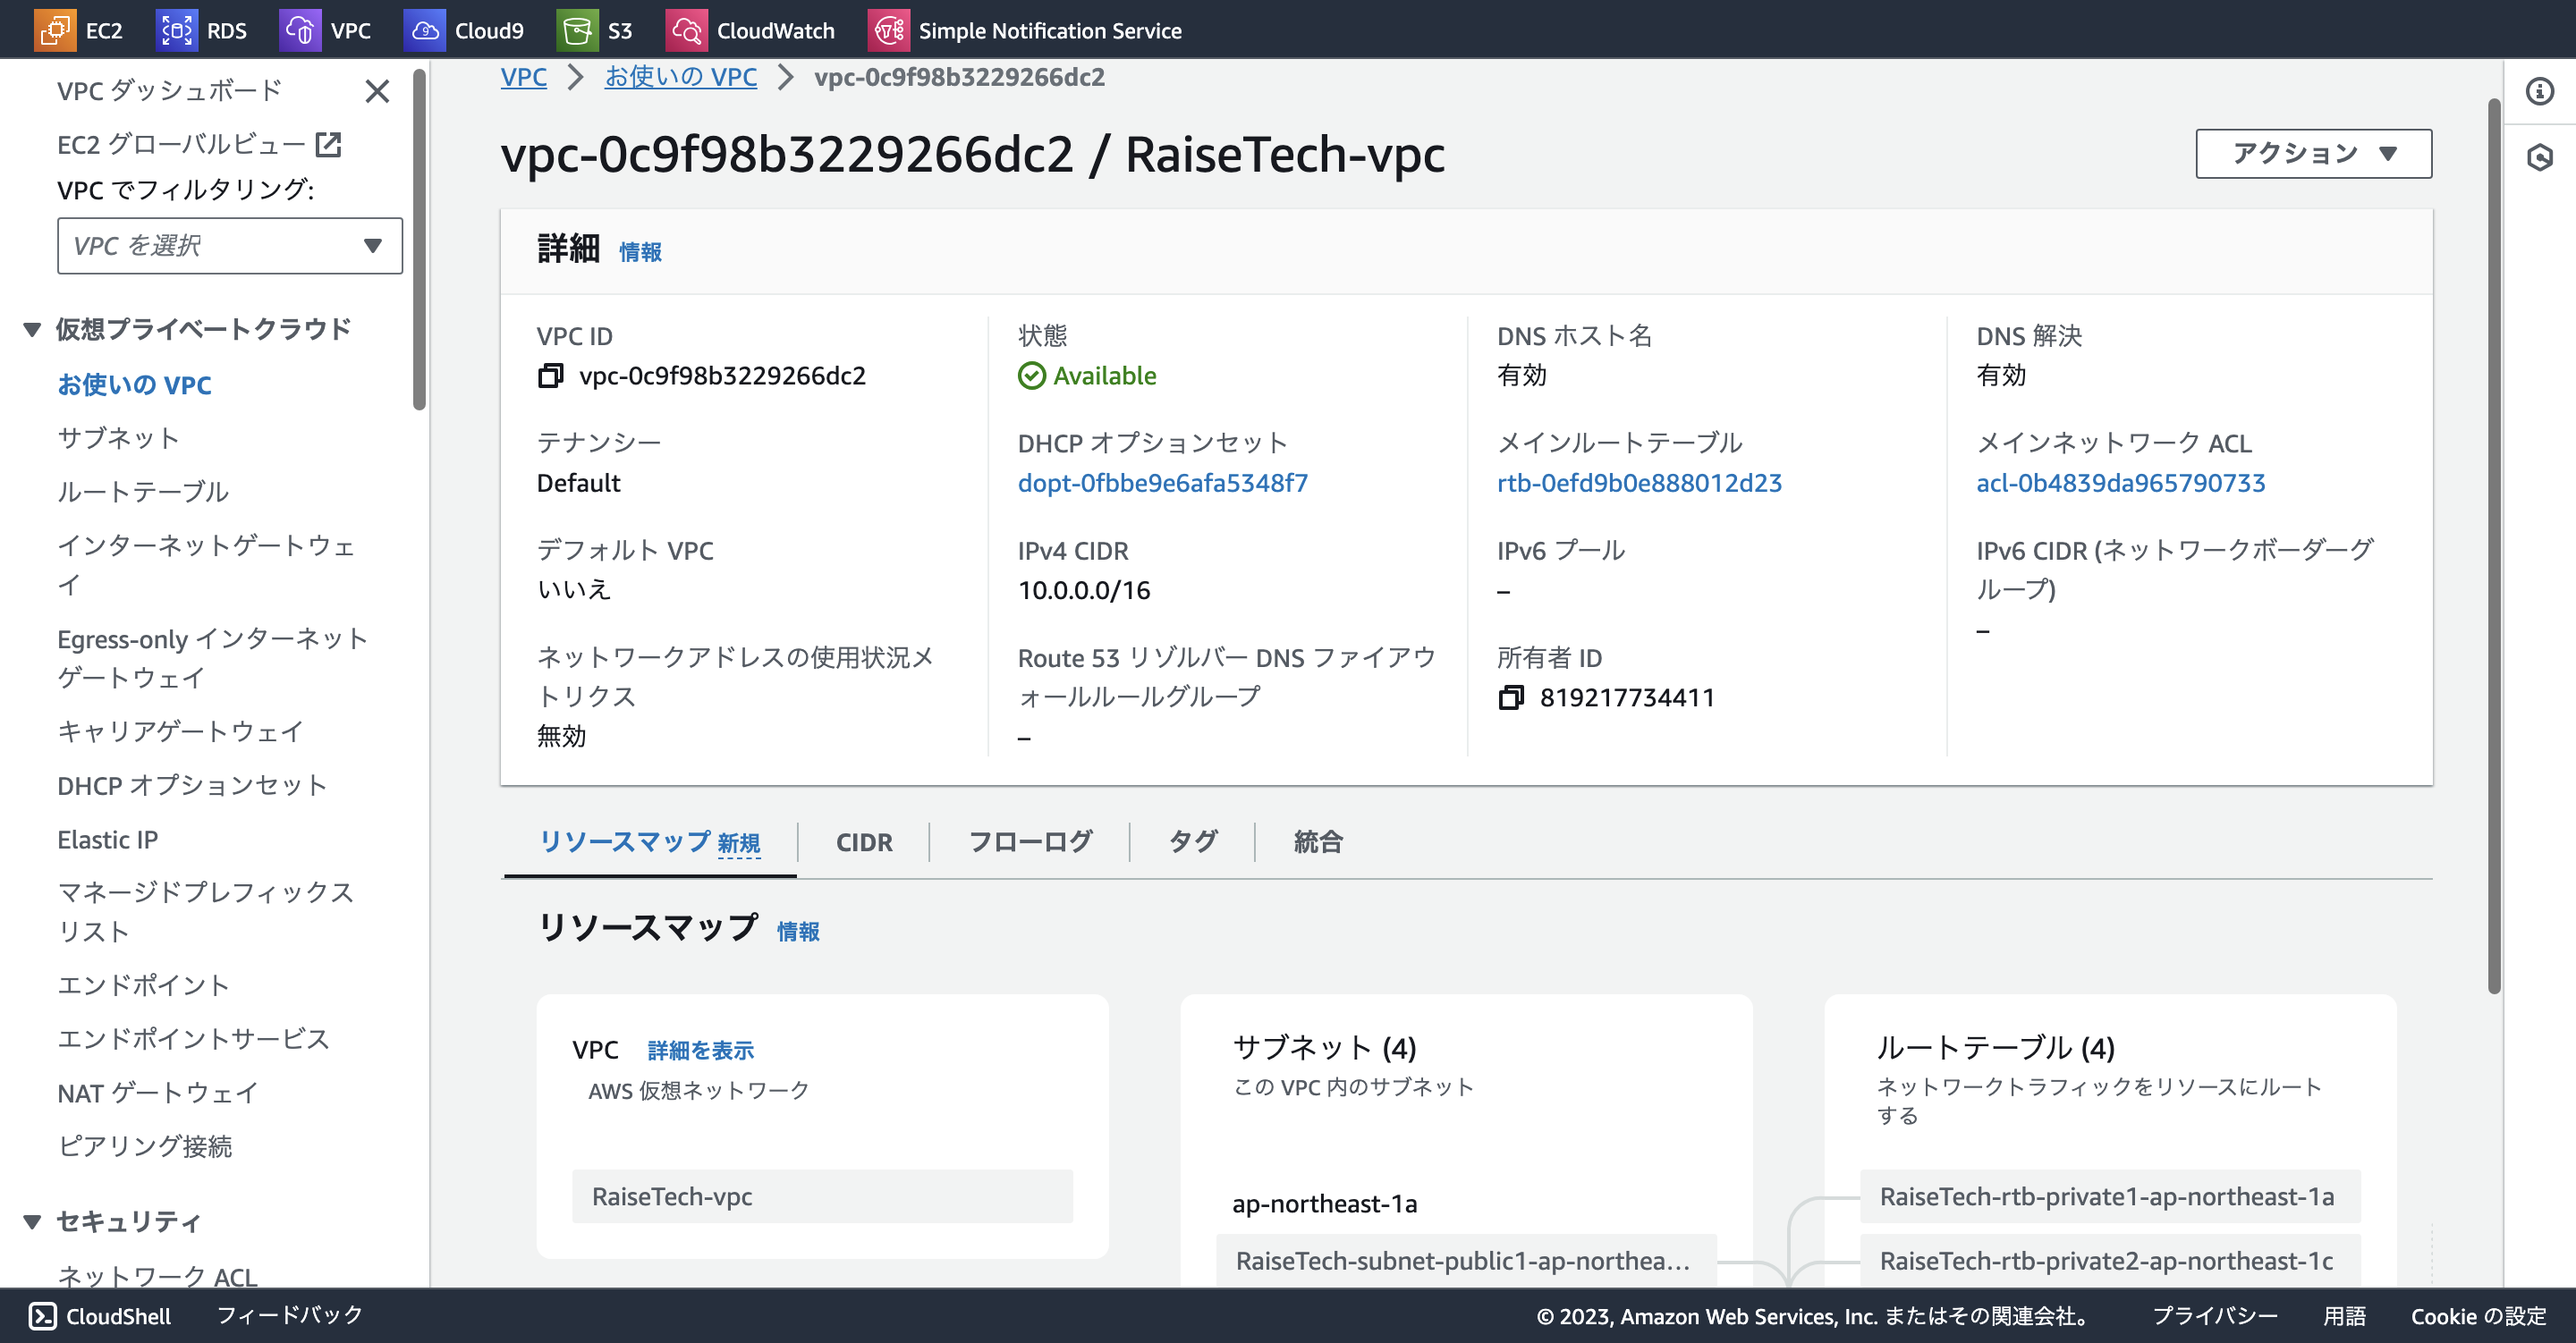 EC2 RDS VPC Cloud9 S3 CloudWatch Simple Notification Service
VPC ダッシュボード
EC2 グローバルビュー
VPC でフィルタリング:
VPC を選択
仮想プライベートクラウド
お使いの VPC
サブネット
ルートテーブル
インターネットゲートウェ
イ
Egress-only インターネット
ゲートウェイ
キャリアゲートウェイ
DHCP オプションセット
Elastic IP
マネージドプレフィックス
リスト
エンドポイント
エンドポイントサービス
NAT ゲートウェイ
ピアリング接続
セキュリティ
ネットワーク ACL
VPC お使いの VPC vpc-0c9f98b3229266dc2
vpc-0c9f98b3229266dc2 / RaiseTech-vpc
アクション
詳細 情報
VPC ID
vpc-0c9f98b3229266dc2
状態
Available
DNS ホスト名
有効
DNS 解決
有効
テナンシー
Default
DHCP オプションセット
dopt-0fbbe9e6afa5348f7
メインルートテーブル
rtb-0efd9b0e888012d23
メインネットワーク ACL
acl-0b4839da965790733
デフォルト VPC
いいえ
IPv4 CIDR
10.0.0.0/16
IPv6 プール
–
IPv6 CIDR (ネットワークボーダーグ
ループ)
–
ネットワークアドレスの使用状況メ
トリクス
無効
Route 53 リゾルバー DNS ファイアウ
ォールルールグループ
–
所有者 ID
819217734411
リソースマップ 新規 CIDR フローログ タグ 統合
リソースマップ 情報
VPC 詳細を表示
AWS 仮想ネットワーク
RaiseTech-vpc
サブネット (4)
この VPC 内のサブネット
ap-northeast-1a
RaiseTech-subnet-public1-ap-northea...
ルートテーブル (4)
ネットワークトラフィックをリソースにルート
する
RaiseTech-rtb-private1-ap-northeast-1a
RaiseTech-rtb-private2-ap-northeast-1c
CloudShell フィードバック © 2023, Amazon Web Services, Inc. またはその関連会社。 プライバシー 用語 Cookie の設定